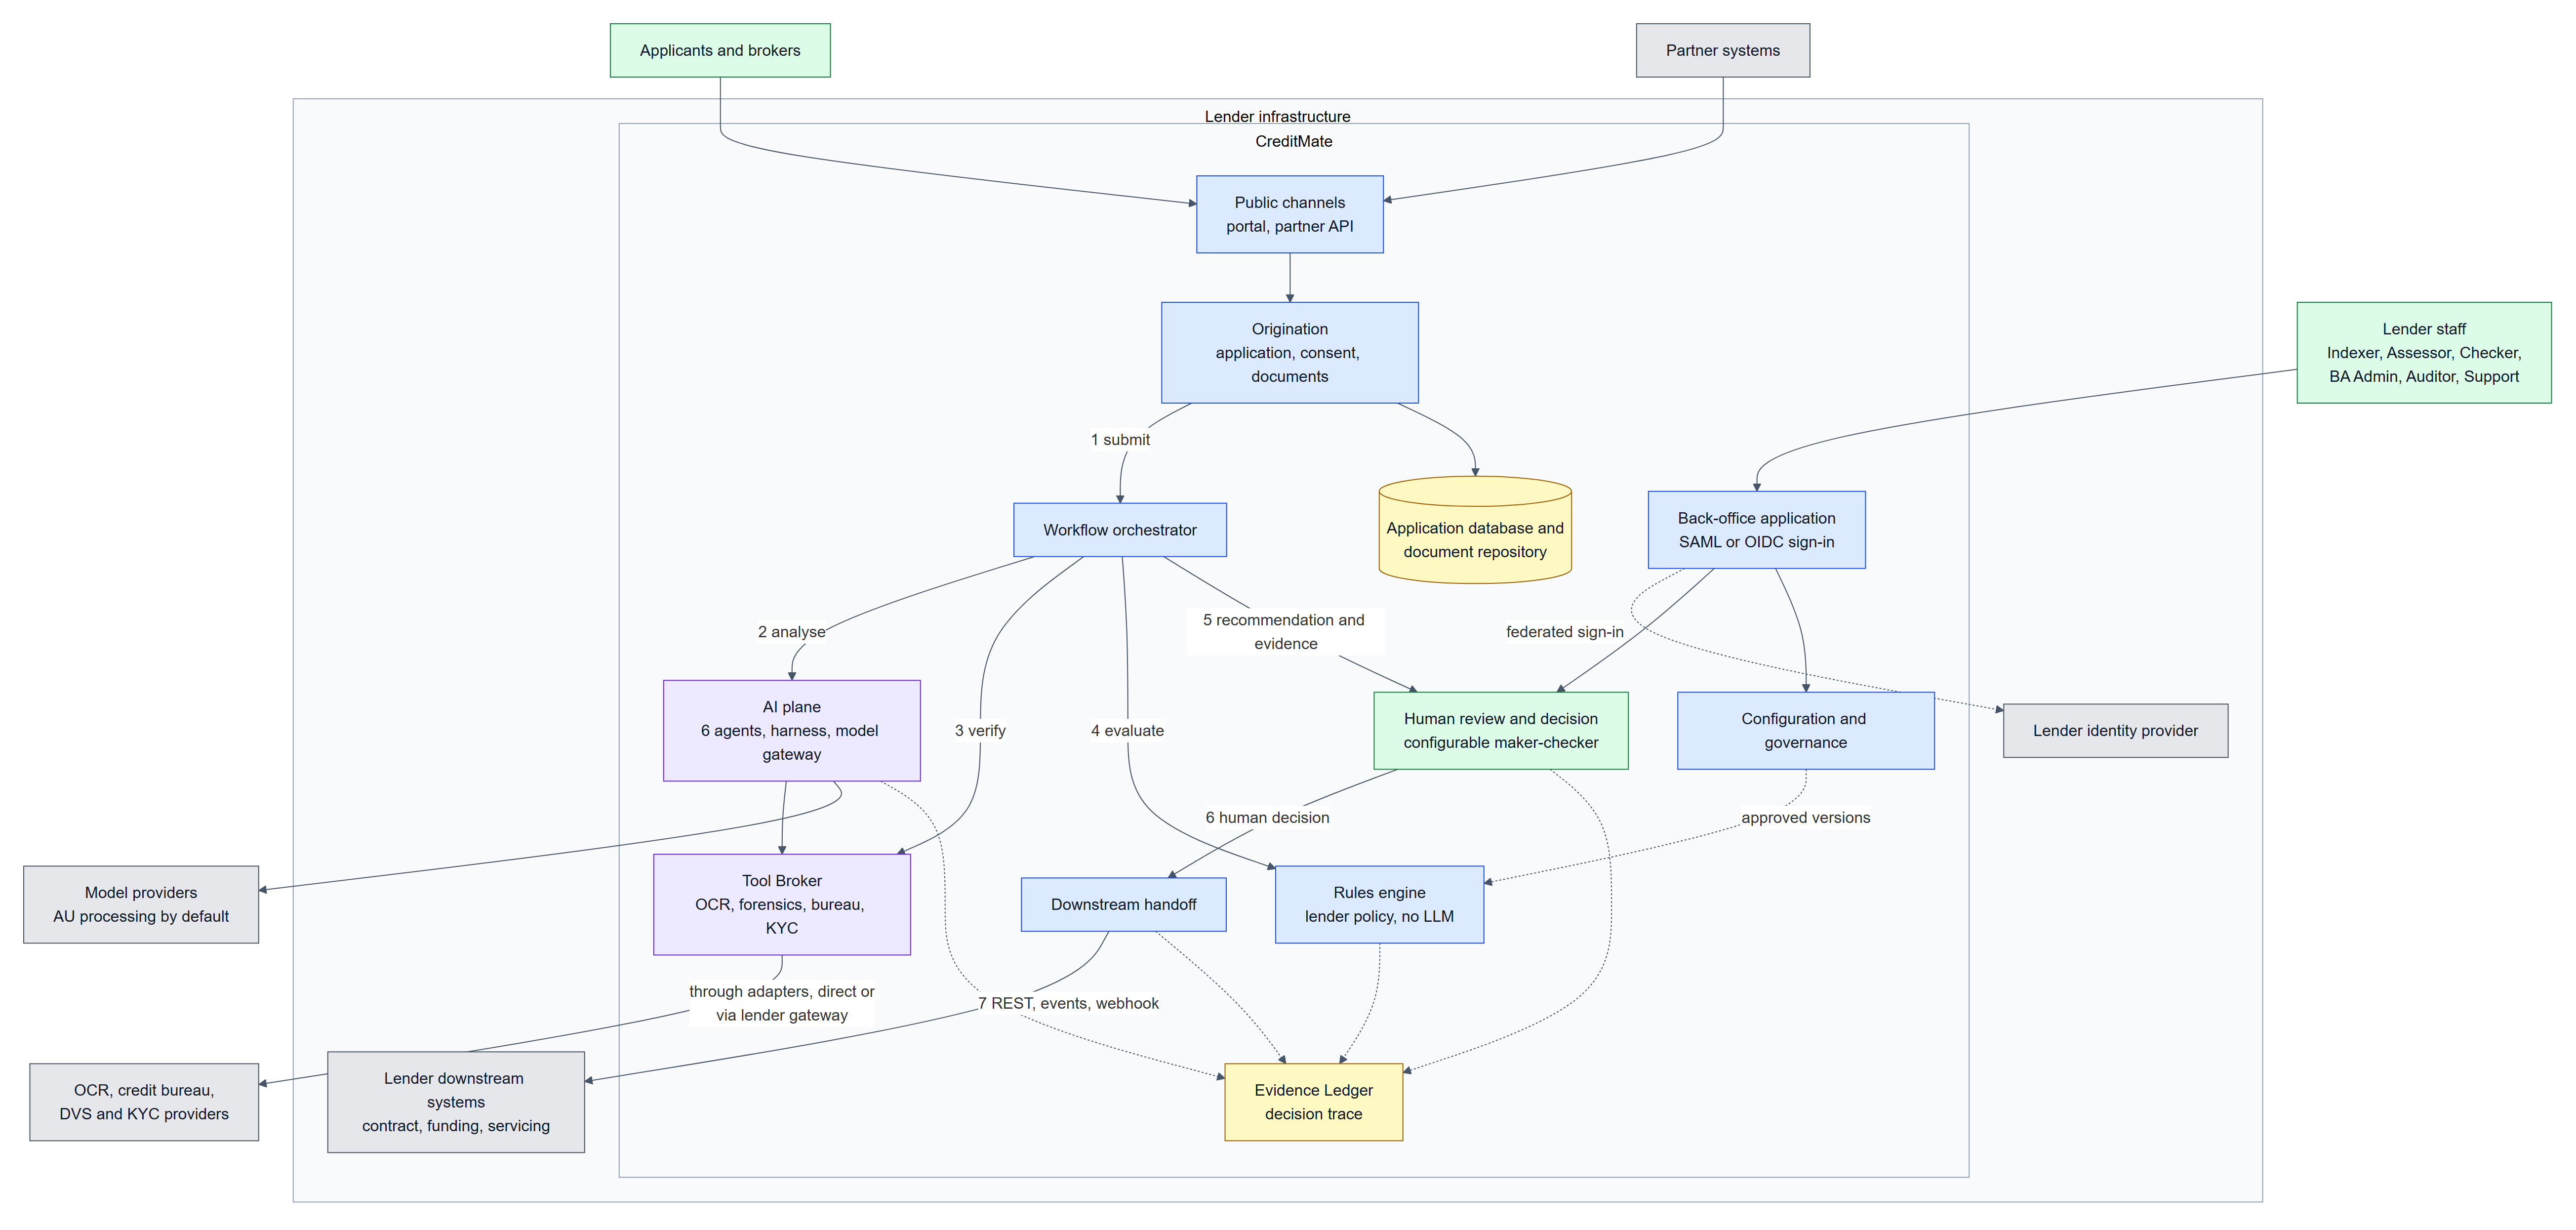 Applicants and brokers
Partner systems
Lender infrastructure
CreditMate
Public channels
portal, partner API
Origination
application, consent,
documents
Lender staff
Indexer, Assessor, Checker,
BA Admin, Auditor, Support
1 submit
Workflow orchestrator
Application database and
document repository
Back-office application
SAML or OIDC sign-in
2 analyse
5 recommendation and
evidence
federated sign-in
AI plane
6 agents, harness, model
gateway
3 verify
4 evaluate
Human review and decision
configurable maker-checker
Configuration and
governance
Lender identity provider
6 human decision
approved versions
Model providers
AU processing by default
Tool Broker
OCR, forensics, bureau,
KYC
Downstream handoff
Rules engine
lender policy, no LLM
through adapters, direct or
via lender gateway
7 REST, events, webhook
OCR, credit bureau,
DVS and KYC providers
Lender downstream
systems
contract, funding, servicing
Evidence Ledger
decision trace